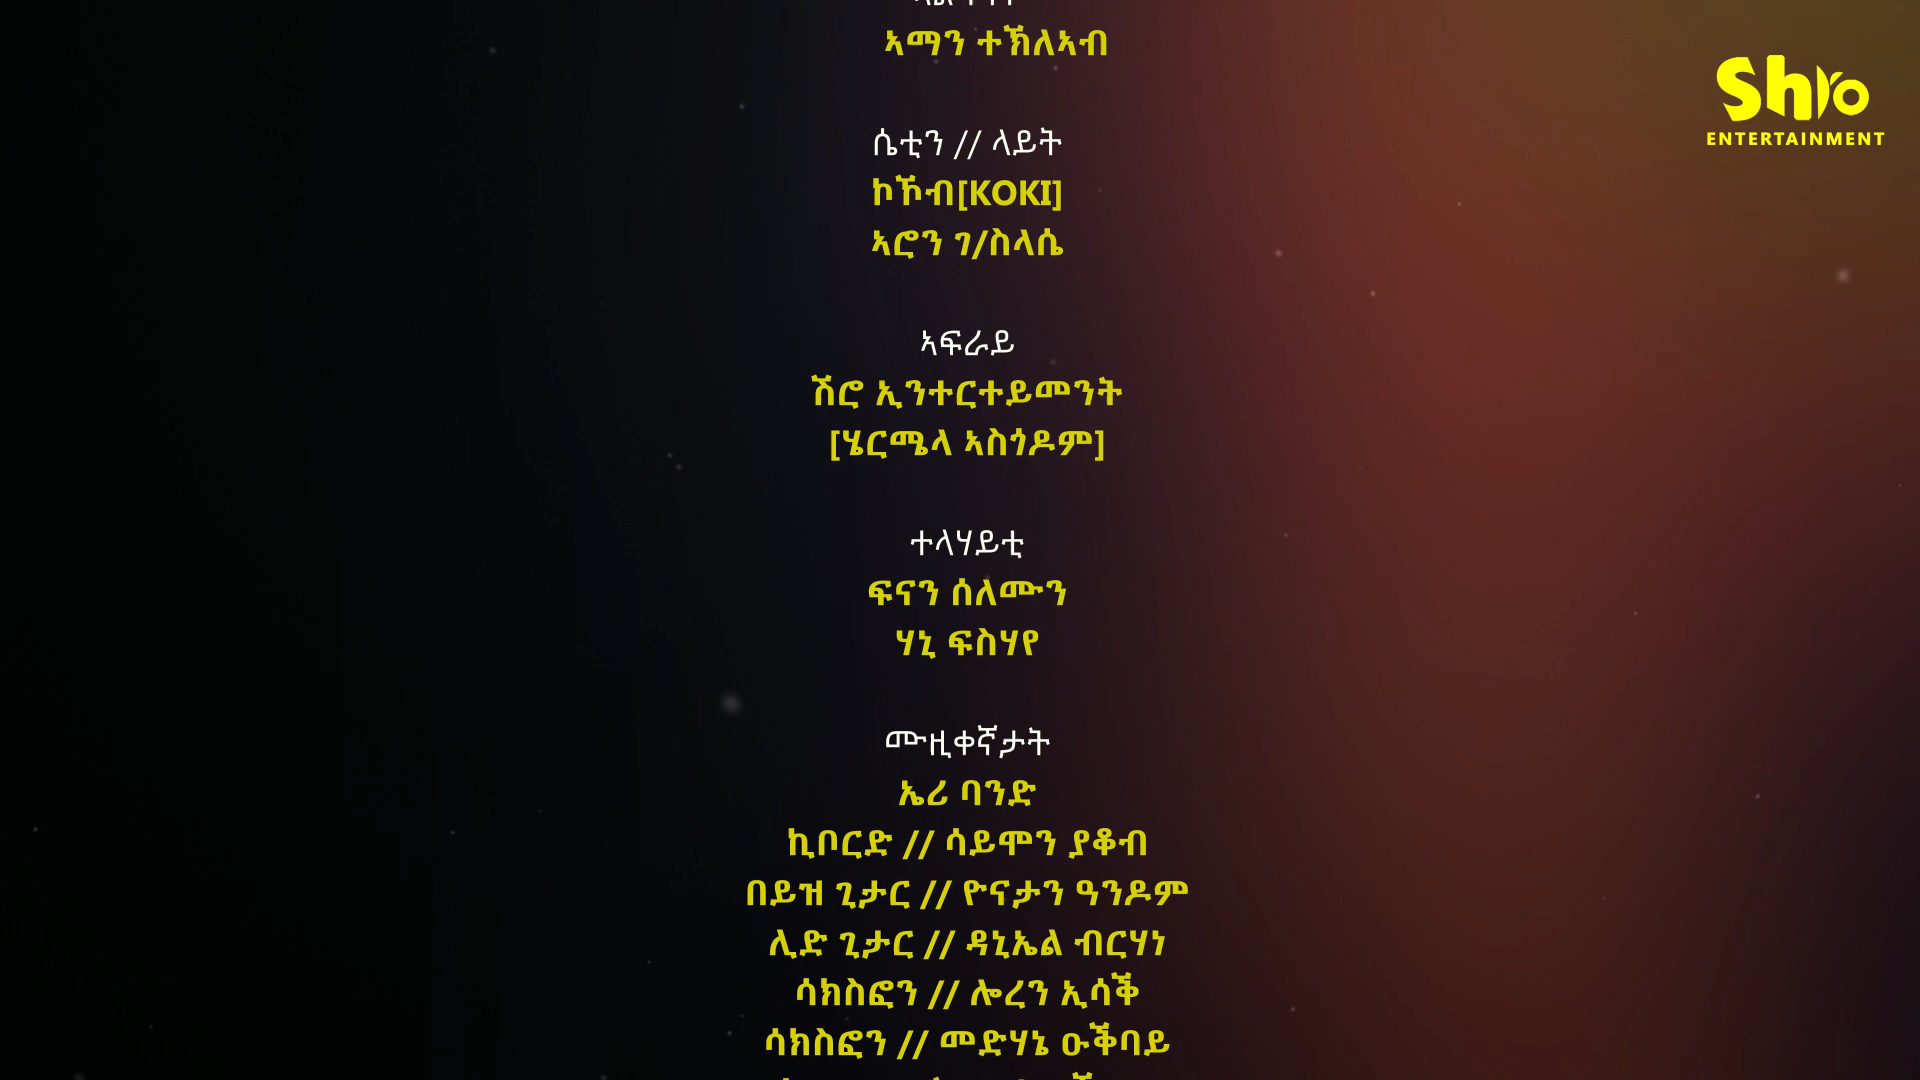 ኣማን ተኽለኣብ
Shro
ENTERTAINMENT
ሴቲን // ላይት
ኮኾብ[KOKI]
ኣሮን ገ/ስላሴ
ኣፍራይ
ሽሮ ኢንተርተይመንት
[ሄርሜላ ኣስጎዶም]
ተላሃይቲ
ፍናን ሰለሙን
ሃኒ ፍስሃየ
ሙዚቀኛታት
ኤሪ ባንድ
ኪቦርድ // ሳይሞን ያቆብ
በይዝ ጊታር // ዮናታን ዓንዶም
ሊድ ጊታር // ዳኒኤል ብርሃነ
ሳክስፎን // ሎረን ኢሳቕ
ሳክስፎን // መድሃኔ ዑቕባይ